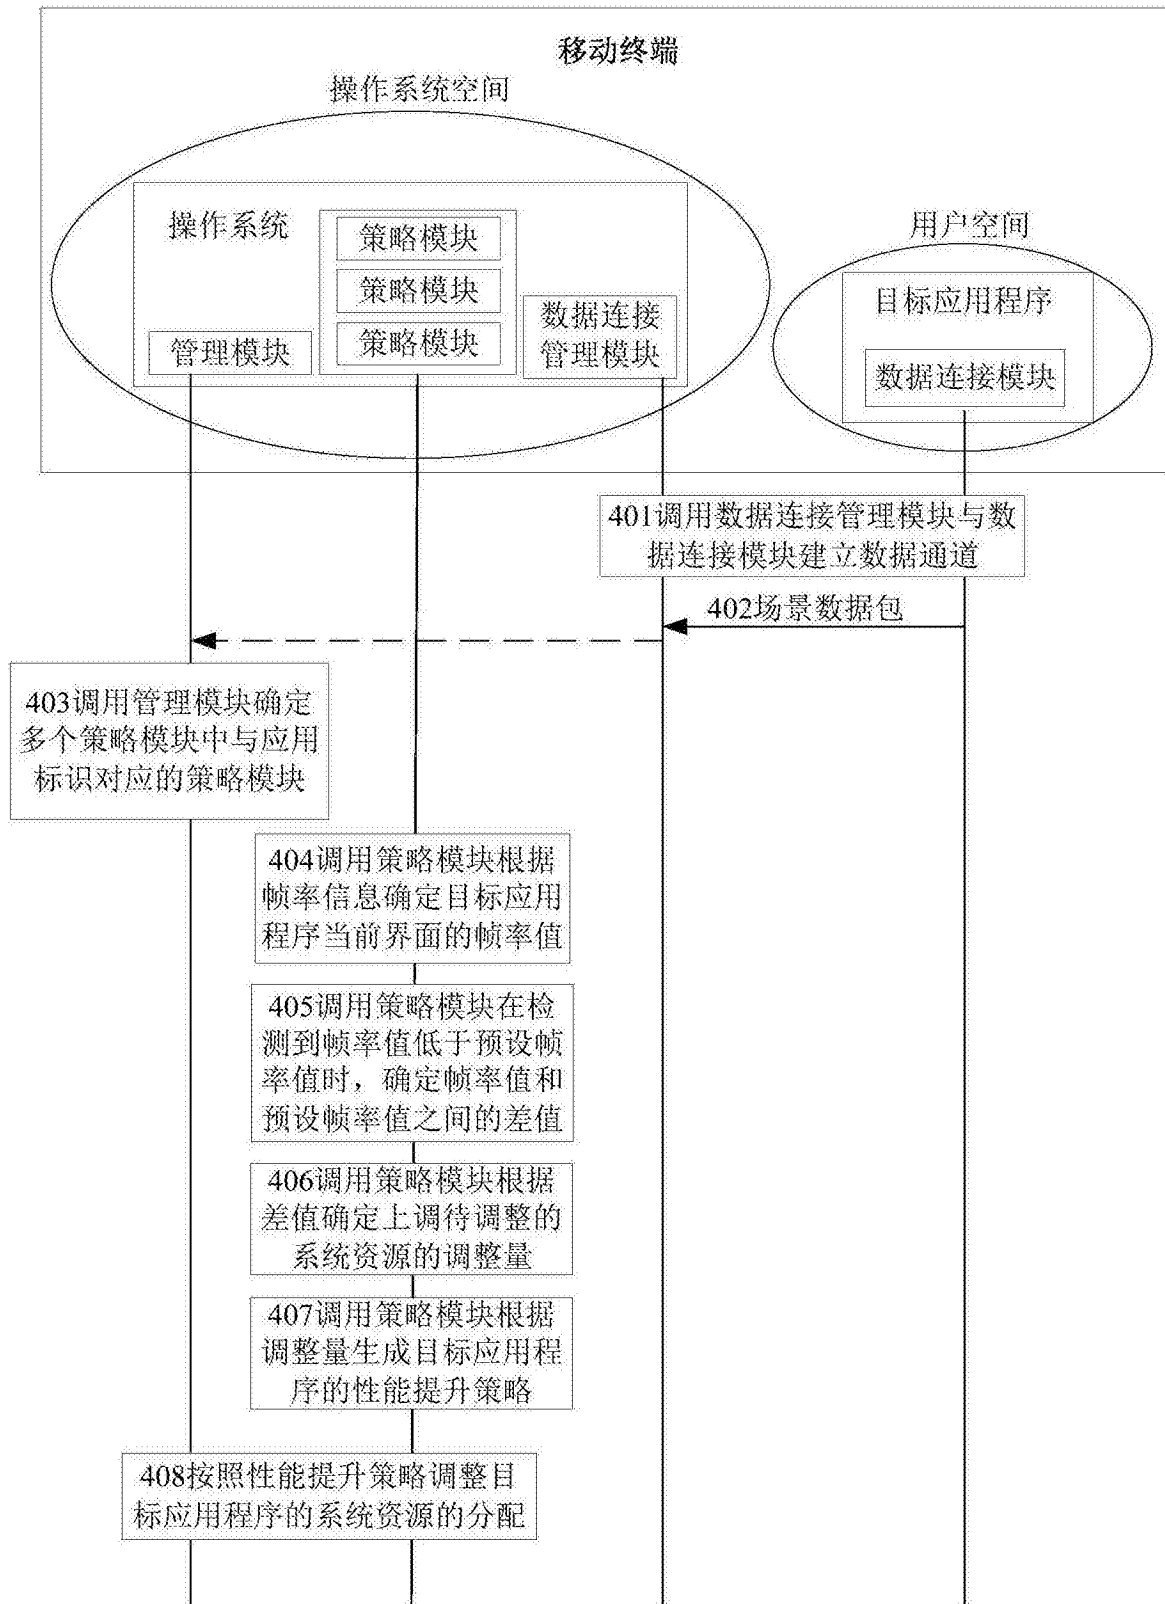 移动终端
操作系统空间
操作系统
策略模块
策略模块
策略模块
管理模块
数据连接
管理模块
用户空间
目标应用程序
数据连接模块
401调用数据连接管理模块与数
据连接模块建立数据通道
402场景数据包
403调用管理模块确定
多个策略模块中与应用
标识对应的策略模块
404调用策略模块根据
帧率信息确定目标应用
程序当前界面的帧率值
405调用策略模块在检
测到帧率值低于预设帧
率值时，确定帧率值和
预设帧率值之间的差值
406调用策略模块根据
差值确定上调待调整的
系统资源的调整量
407调用策略模块根据
调整量生成目标应用程
序的性能提升策略
408按照性能提升策略调整目
标应用程序的系统资源的分配